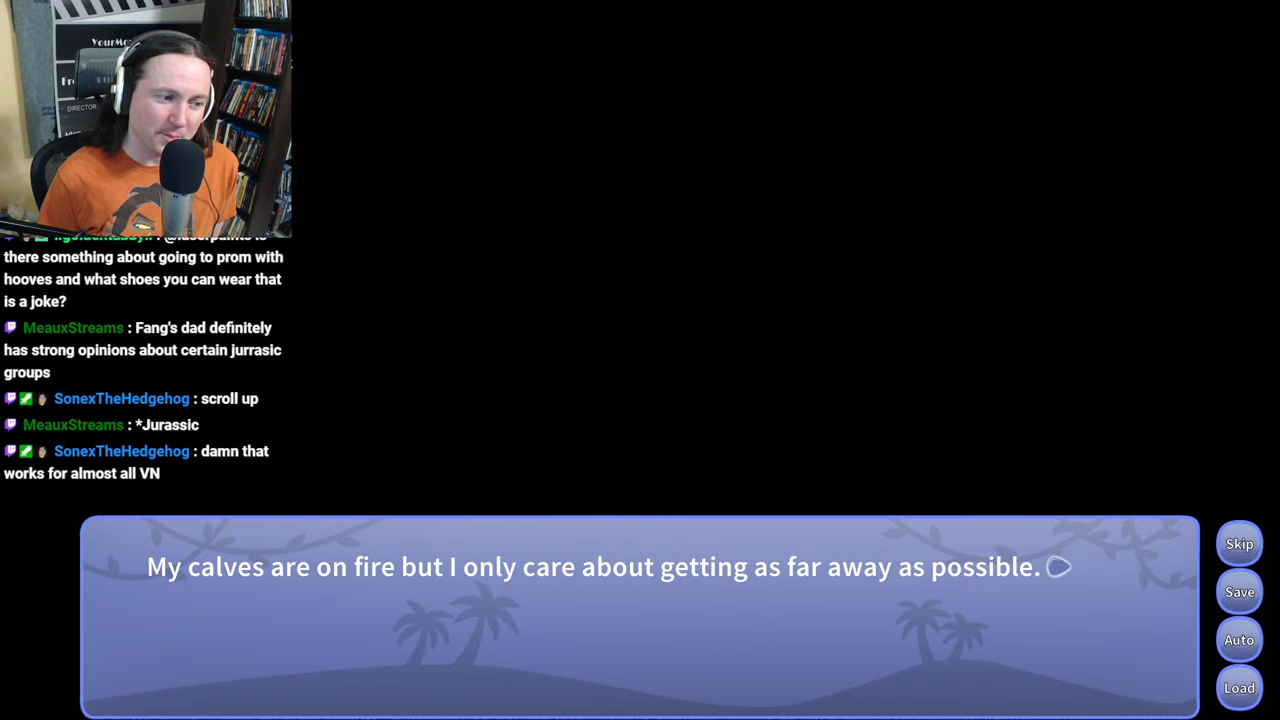 YourMo
Fr
DIRECTOR
there something about going to prom with
hooves and what shoes you can wear that
is a joke?
MeauxStreams : Fang's dad definitely
has strong opinions about certain jurrasic
groups
SonexTheHedgehog : scroll up
MeauxStreams : *Jurassic
SonexTheHedgehog : damn that
works for almost all VN
My calves are on fire but I only care about getting as far away as possible.
Skip
Save
Auto
Load